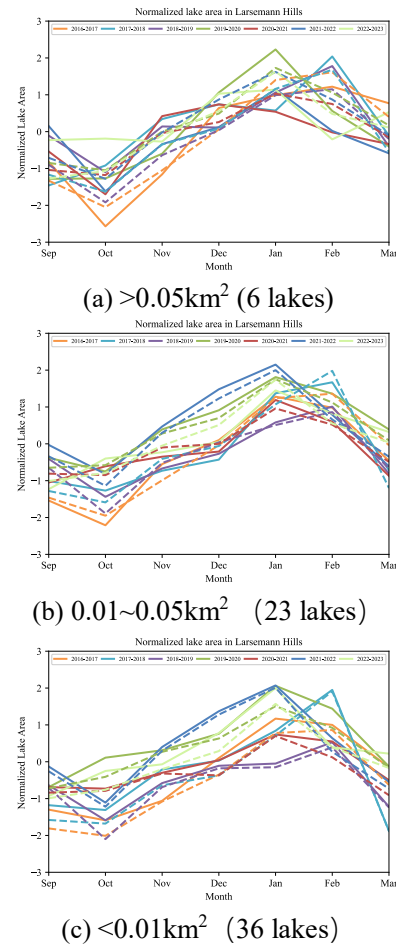 Normalized lake area in Larsemann Hills
3
2016-2017 2017-2018 2018-2019 2019-2020 2020-2021 2021-2022 2022-2023
2
1
0
−1
−2
−3
Normalized Lake Area
Sep Oct Nov Dec Jan Feb Mar
Month
(a) >0.05km² (6 lakes)
Normalized lake area in Larsemann Hills
3
2016-2017 2017-2018 2018-2019 2019-2020 2020-2021 2021-2022 2022-2023
2
1
0
−1
−2
−3
Normalized Lake Area
Sep Oct Nov Dec Jan Feb Mar
Month
(b) 0.01~0.05km² （23 lakes）
Normalized lake area in Larsemann Hills
3
2016-2017 2017-2018 2018-2019 2019-2020 2020-2021 2021-2022 2022-2023
2
1
0
−1
−2
−3
Normalized Lake Area
Sep Oct Nov Dec Jan Feb Mar
Month
(c) <0.01km²（36 lakes）